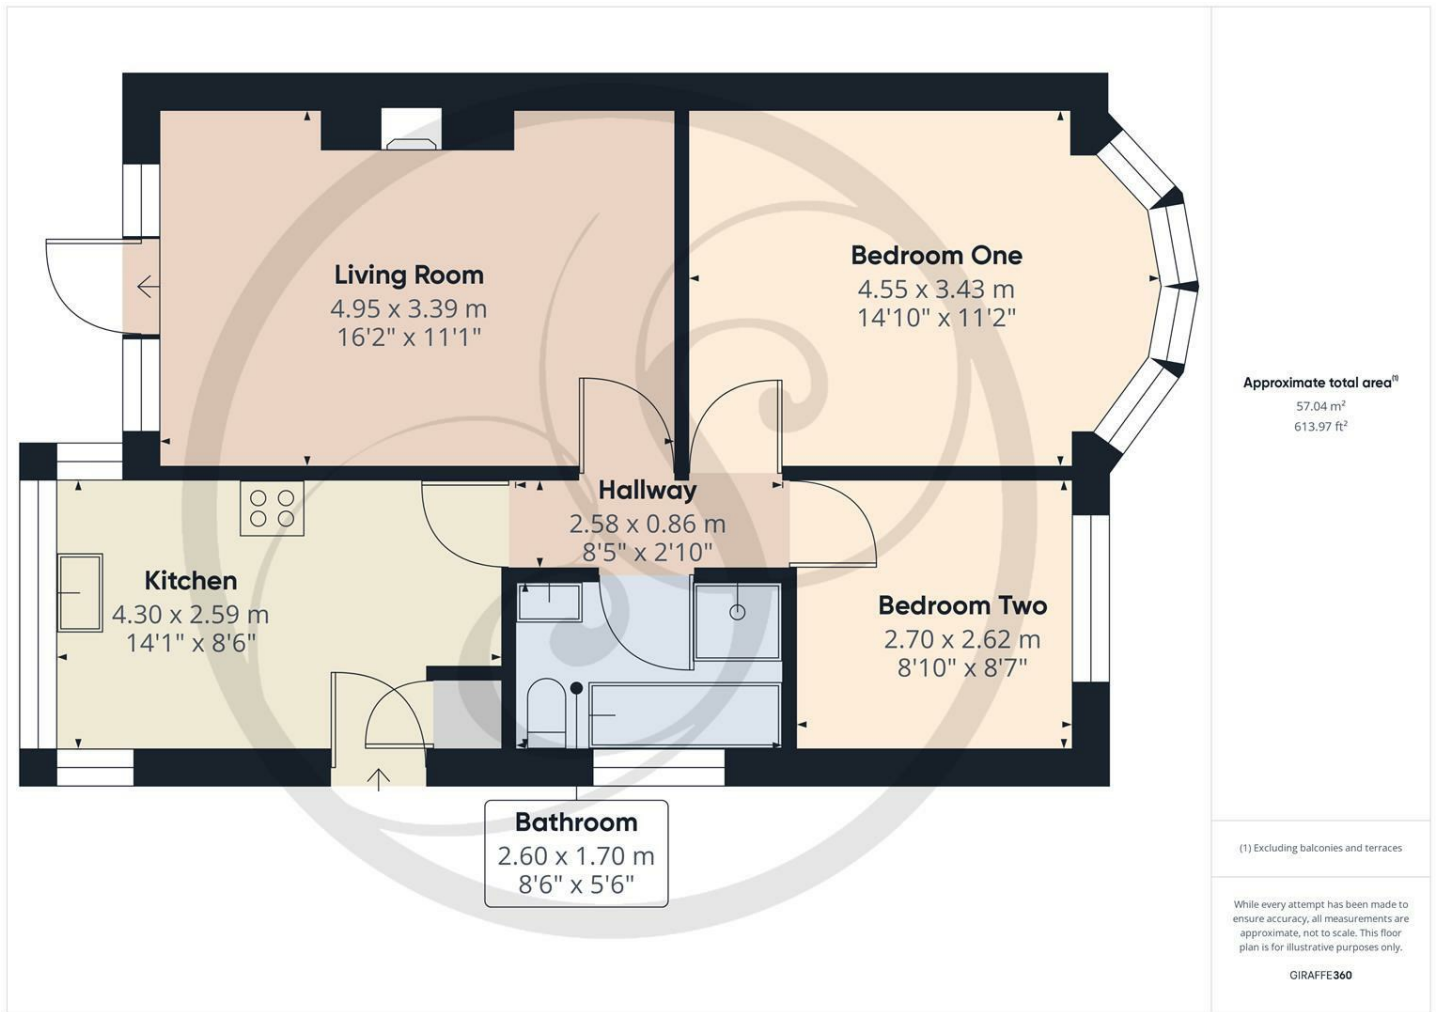 Living Room
4.95 x 3.39 m
16'2" x 11'1"
Bedroom One
4.55 x 3.43 m
14'10" x 11'2"
Hallway
2.58 x 0.86 m
8'5" x 2'10"
Kitchen
4.30 x 2.59 m
14'1" x 8'6"
Bedroom Two
2.70 x 2.62 m
8'10" x 8'7"
Bathroom
2.60 x 1.70 m
8'6" x 5'6"
Approximate total area(1)
57.04 m²
613.97 ft²
(1) Excluding balconies and terraces
While every attempt has been made to
ensure accuracy, all measurements are
approximate, not to scale. This floor
plan is for illustrative purposes only.
GIRAFFE360